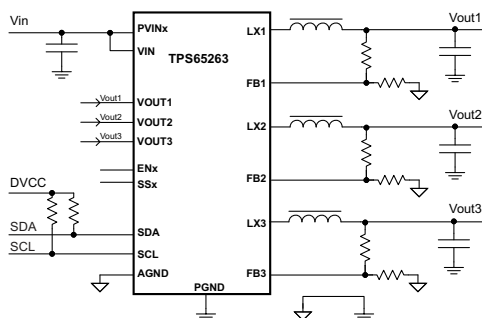 Vin
PVINx
VIN
TPS65263
LX1
Vout1
FB1
Vout1
VOUT1
Vout2
VOUT2
Vout3
VOUT3
LX2
Vout2
ENx
SSx
FB2
DVCC
SDA
SDA
SCL
SCL
AGND
PGND
LX3
Vout3
FB3